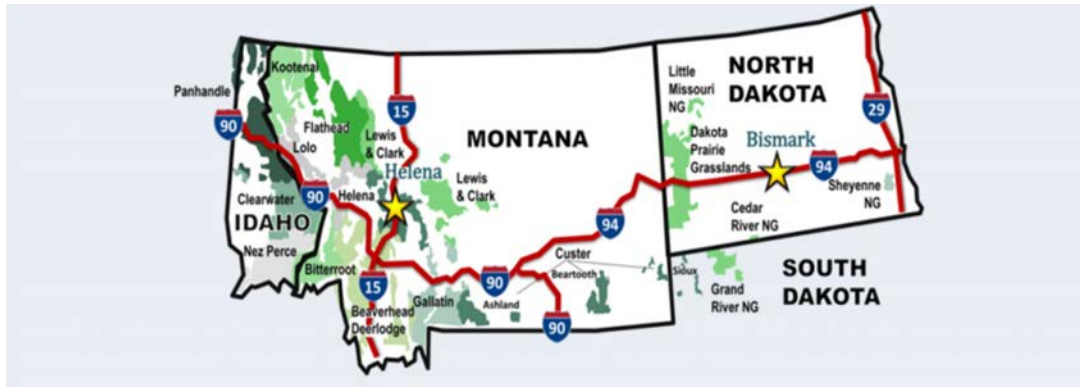 Kootenai
Panhandle
90
Flathead
Lolo
Lewis
& Clark
15
MONTANA
Helena
Lewis
& Clark
Clearwater
90
Helena
IDAHO
Nez Perce
Bitterroot
15
Beaverhead
Deerlodge
Gallatin
90
Ashland
Custer
Beartooth
94
90
Sioux
Little
Missouri
NG
NORTH
DAKOTA
29
Dakota
Prairie
Grasslands
Bismark
94
Sheyenne
NG
Cedar
River NG
Grand
River NG
SOUTH
DAKOTA